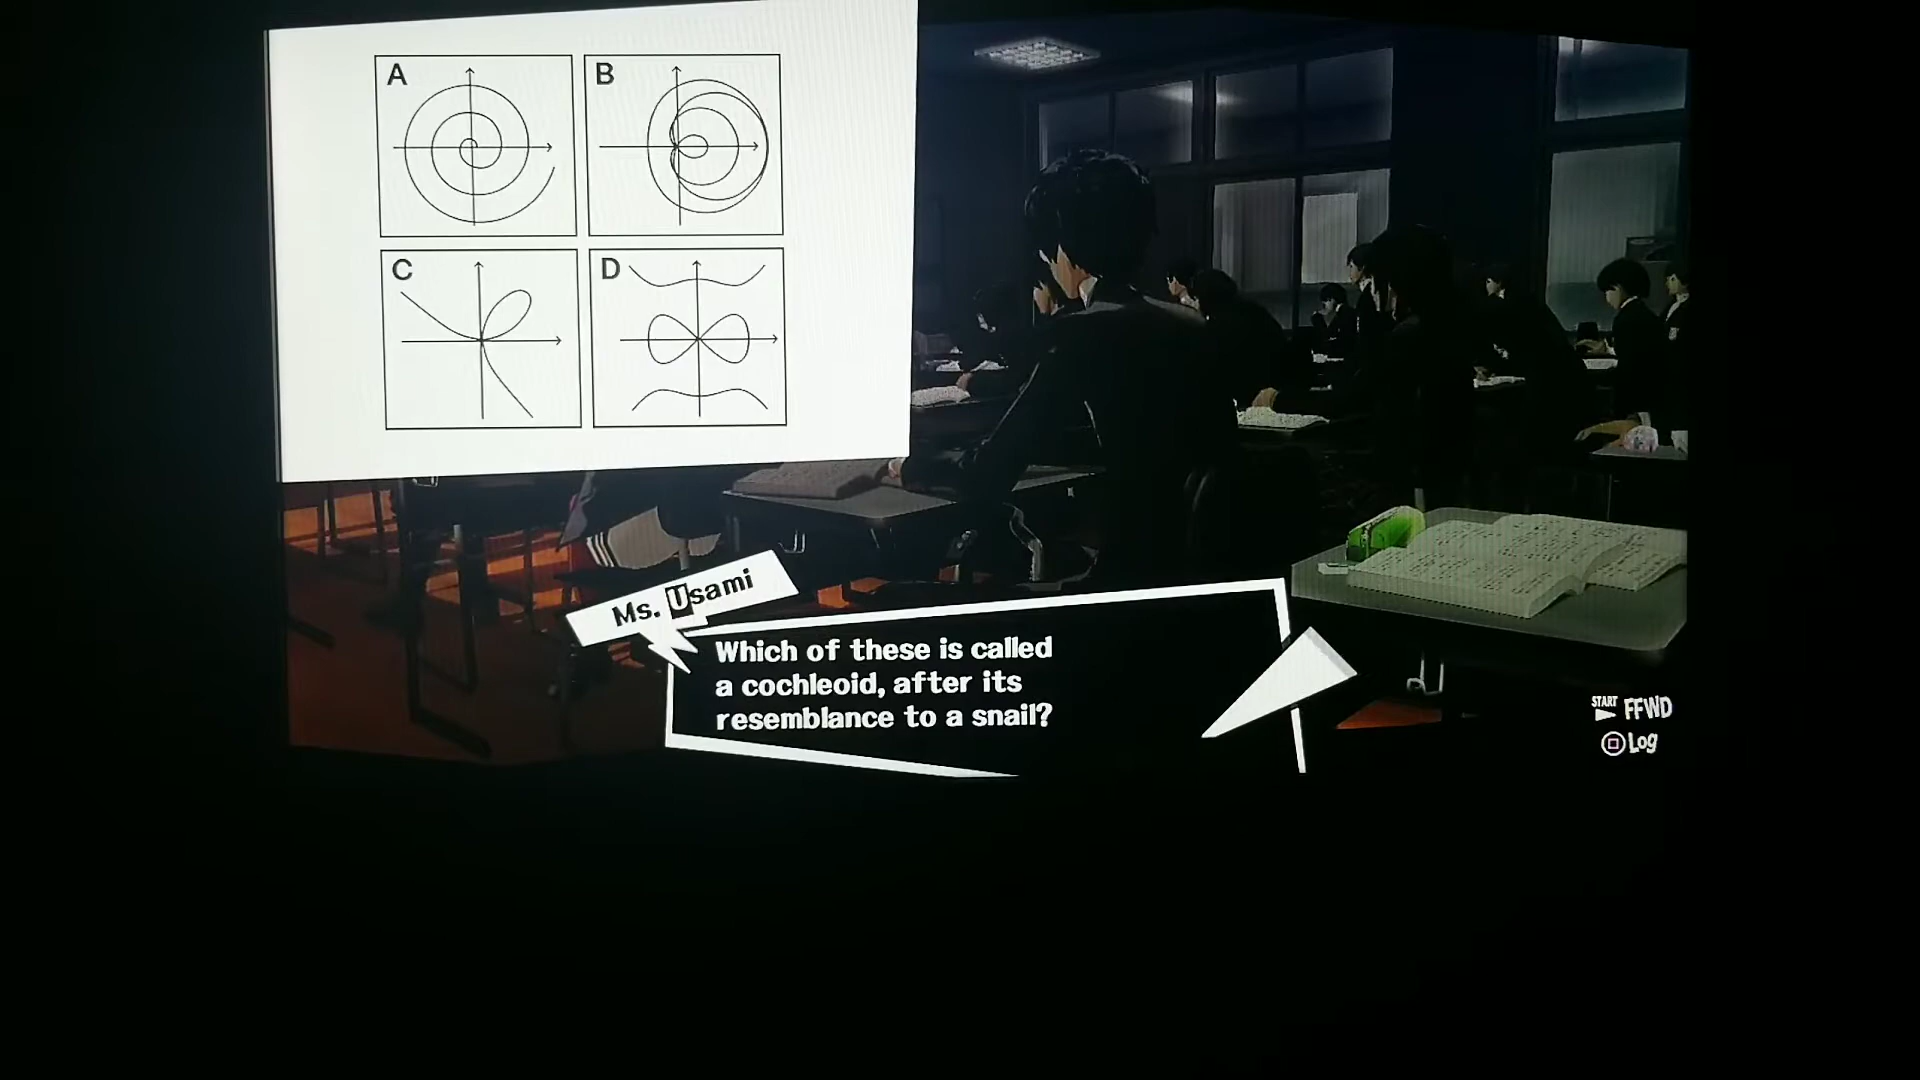 A
B
C
D
Ms. Usami
Which of these is called
a cochleoid, after its
resemblance to a snail?
START
FFWD
Log